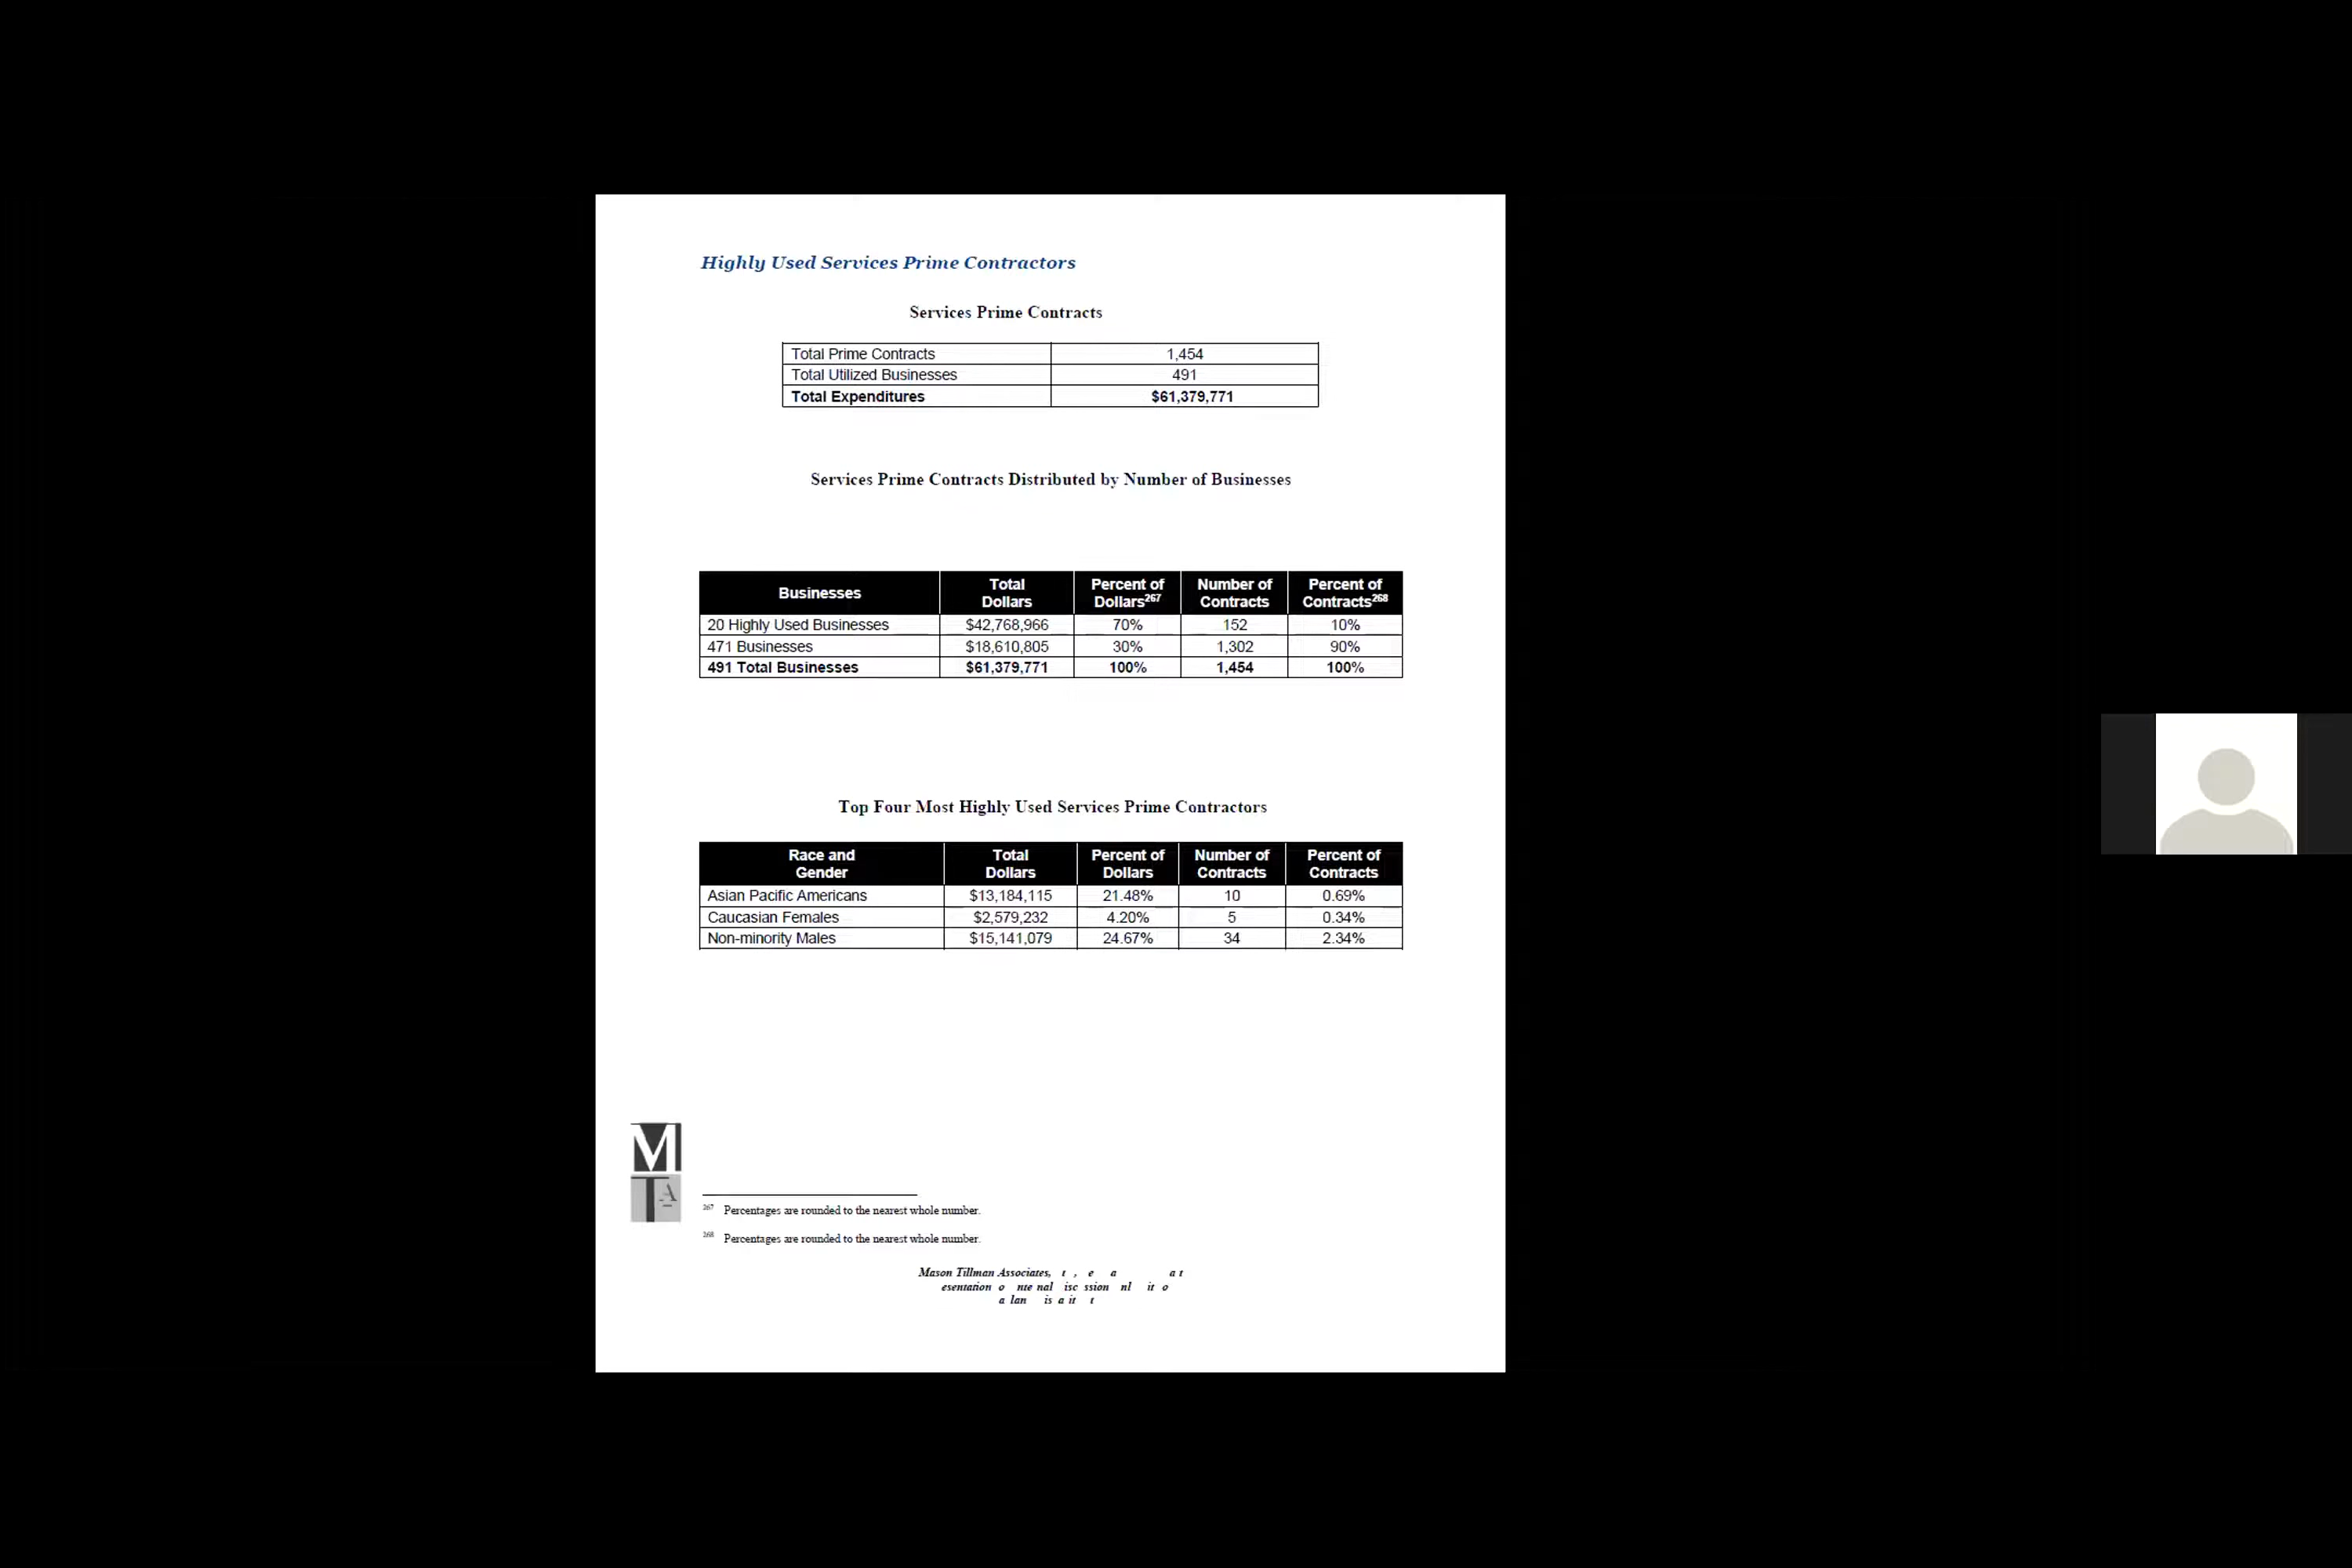 Highly Used Services Prime Contractors
Services Prime Contracts
Total Prime Contracts 1,454
Total Utilized Businesses 491
Total Expenditures $61,379,771
Services Prime Contracts Distributed by Number of Businesses
Businesses Total Dollars Percent of Dollars267 Number of Contracts Percent of Contracts268
20 Highly Used Businesses $42,768,966 70% 152 10%
471 Businesses $18,610,805 30% 1,302 90%
491 Total Businesses $61,379,771 100% 1,454 100%
Top Four Most Highly Used Services Prime Contractors
Race and Gender Total Dollars Percent of Dollars Number of Contracts Percent of Contracts
Asian Pacific Americans $13,184,115 21.48% 10 0.69%
Caucasian Females $2,579,232 4.20% 5 0.34%
Non-minority Males $15,141,079 24.67% 34 2.34%
M
TA
267 Percentages are rounded to the nearest whole number.
268 Percentages are rounded to the nearest whole number.
Mason Tillman Associates,